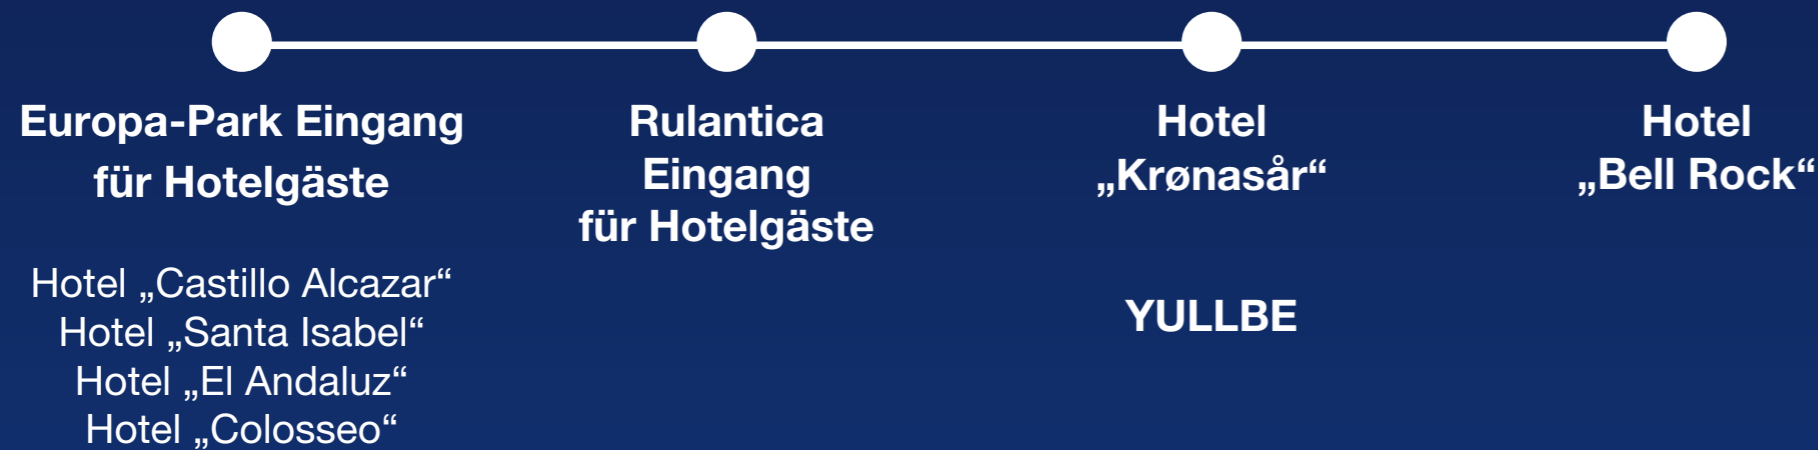 Europa-Park Eingang
für Hotelgäste
Hotel „Castillo Alcazar“
Hotel „Santa Isabel“
Hotel „El Andaluz“
Hotel „Colosseo“
Rulantica
Eingang
für Hotelgäste
Hotel
„Krønasår“
YULLBE
Hotel
„Bell Rock“